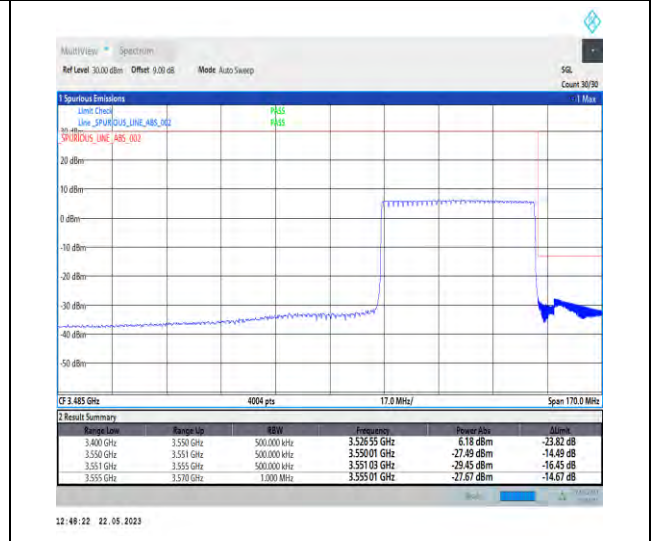 MultiView Spectrum
Ref Level 30.00 dBm Offset 9.00 dB Mode Auto Sweep SGL
Count 30/30
1 Spurious Emissions 1 Max
Limit Check PASS
Line _SPURIOUS_LINE_ABS_002 PASS
30 dBm
_SPURIOUS_LINE_ABS_002
20 dBm
10 dBm
0 dBm
-10 dBm
-20 dBm
-30 dBm
-40 dBm
-50 dBm
CF 3.485 GHz 4004 pts 17.0 MHz/ Span 170.0 MHz
2 Result Summary
Range Low Range Up RBW Frequency Power Abs ΔLimit
3.400 GHz 3.550 GHz 500.000 kHz 3.52655 GHz 6.18 dBm -23.82 dB
3.550 GHz 3.551 GHz 500.000 kHz 3.55001 GHz -27.49 dBm -14.49 dB
3.551 GHz 3.555 GHz 500.000 kHz 3.55103 GHz -29.45 dBm -16.45 dB
3.555 GHz 3.570 GHz 1.000 MHz 3.55501 GHz -27.67 dBm -14.67 dB
12:48:22 22.05.2023